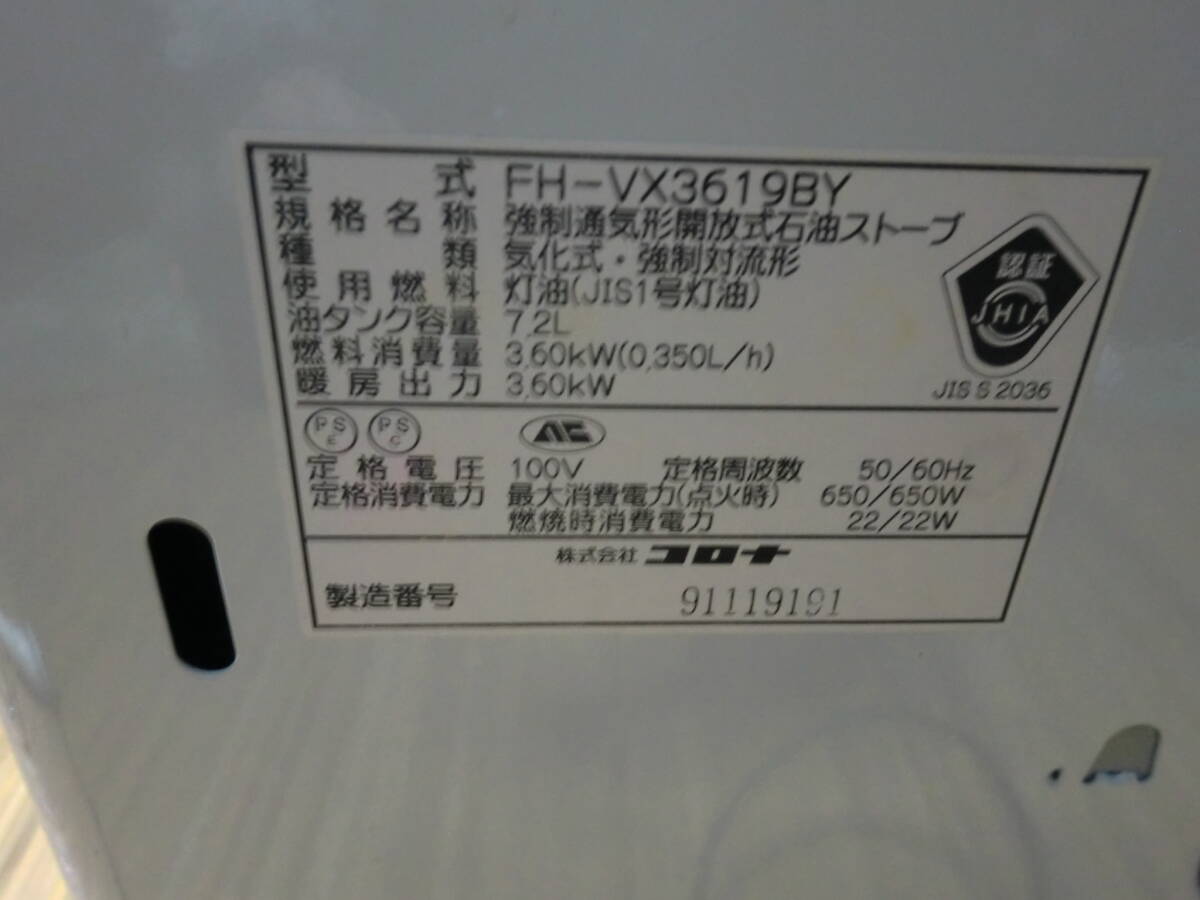 型式 FH-VX3619BY
規格名称 強制通気形開放式石油ストーブ
種類 気化式・強制対流形
使用燃料 灯油(JIS1号灯油)
油タンク容量 7.2L
燃料消費量 3.60kW(0.350L/h)
暖房出力 3.60kW
認証
JHIA
JIS S 2036
PSE PSC
定格電圧 100V 定格周波数 50/60Hz
定格消費電力 最大消費電力(点火時) 650/650W
燃焼時消費電力 22/22W
株式会社 コロナ
製造番号 91119191